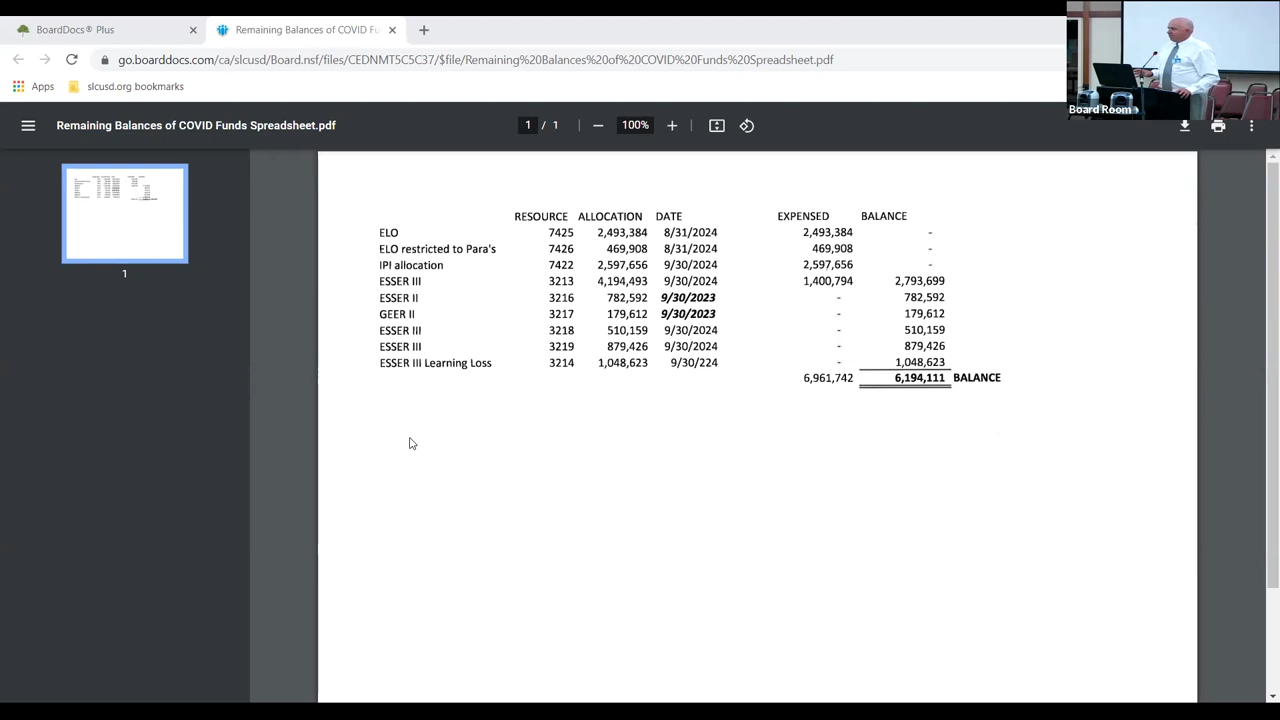 BoardDocs® Plus
Remaining Balances of COVID Fu
go.boarddocs.com/ca/slcusd/Board.nsf/files/CEDNMT5C5C37/$file/Remaining%20Balances%20of%20COVID%20Funds%20Spreadsheet.pdf
Apps slcusd.org bookmarks
Board Room
Remaining Balances of COVID Funds Spreadsheet.pdf 1 / 1 100%
RESOURCE ALLOCATION DATE EXPENSED BALANCE
ELO 7425 2,493,384 8/31/2024 2,493,384 -
ELO restricted to Para's 7426 469,908 8/31/2024 469,908 -
IPI allocation 7422 2,597,656 9/30/2024 2,597,656 -
ESSER III 3213 4,194,493 9/30/2024 1,400,794 2,793,699
ESSER II 3216 782,592 9/30/2023 - 782,592
GEER II 3217 179,612 9/30/2023 - 179,612
ESSER III 3218 510,159 9/30/2024 - 510,159
ESSER III 3219 879,426 9/30/2024 - 879,426
ESSER III Learning Loss 3214 1,048,623 9/30/224 - 1,048,623
6,961,742 6,194,111 BALANCE
1